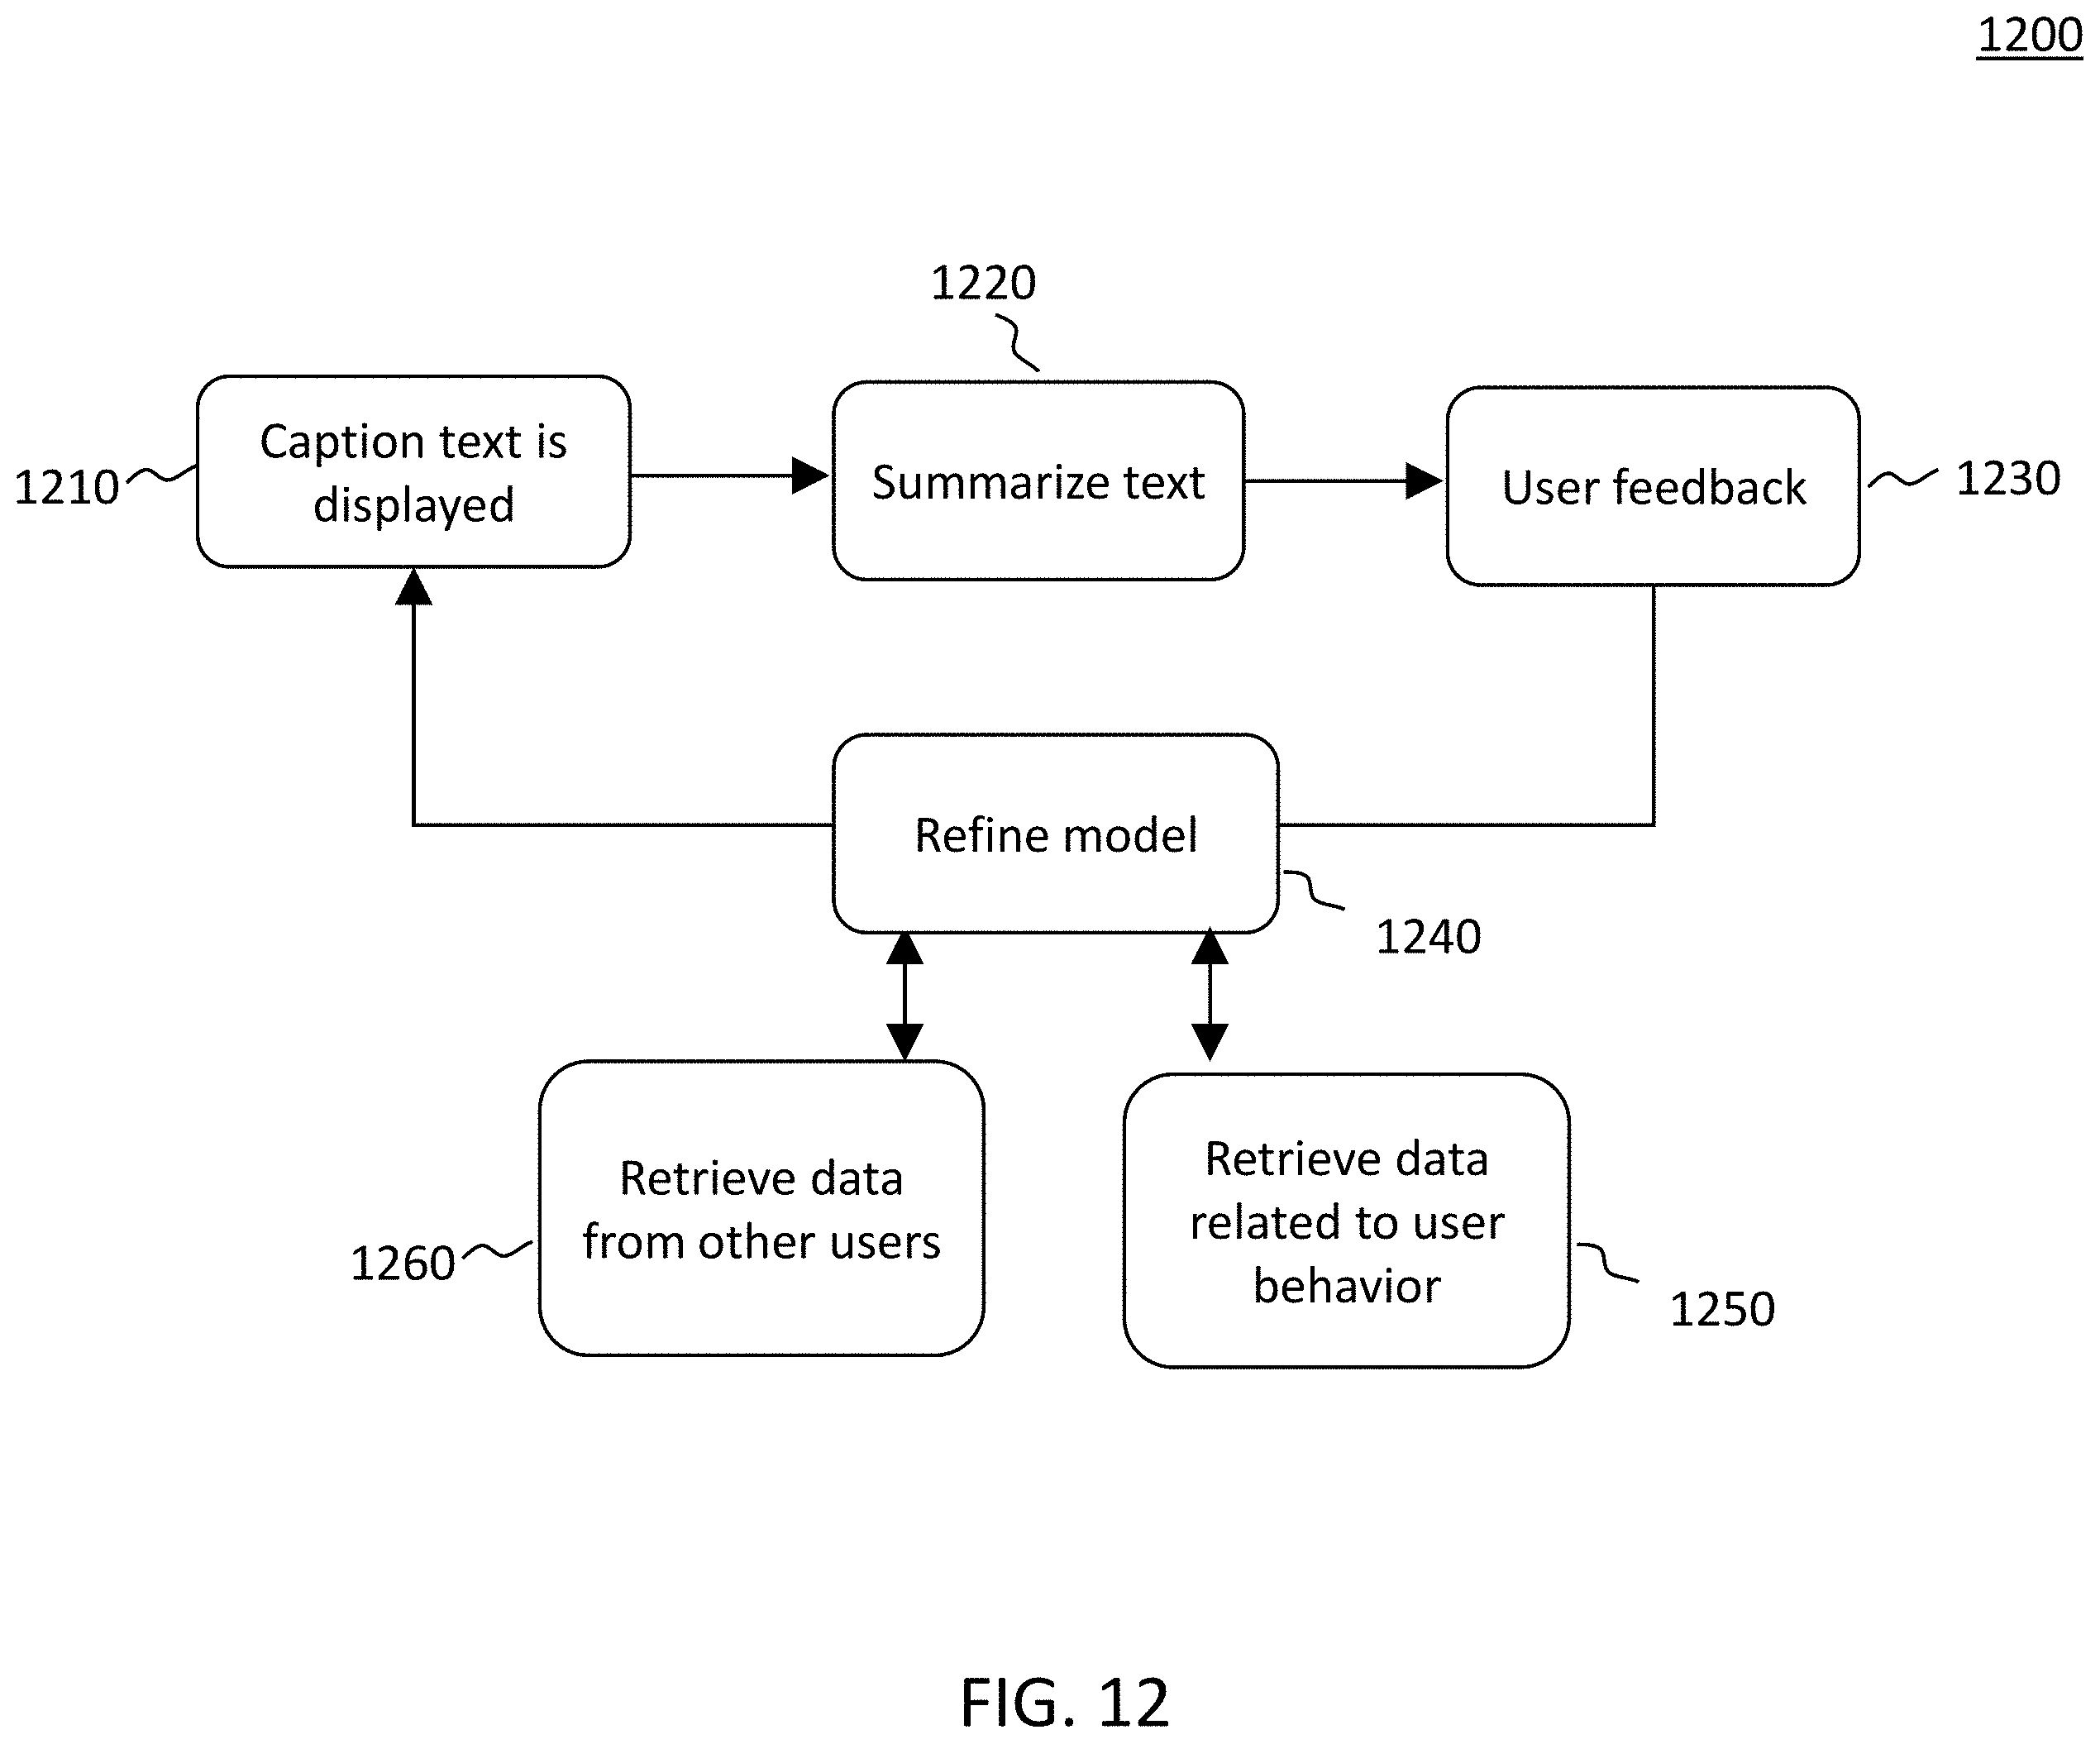 1200
1220
1210
Caption text is
displayed
Summarize text
User feedback
1230
Refine model
1240
Retrieve data
from other users
1260
Retrieve data
related to user
behavior
1250
FIG. 12